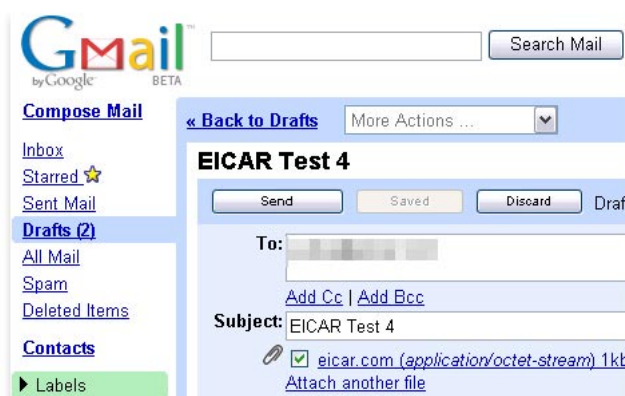 Gmail
by Google BETA
Search Mail
Compose Mail
« Back to Drafts More Actions ...
Inbox
Starred
Sent Mail
Drafts (2)
All Mail
Spam
Deleted Items
Contacts
Labels
EICAR Test 4
Send Saved Discard
To:
Add Cc | Add Bcc
Subject: EICAR Test 4
eicar.com (application/octet-stream) 1kb
Attach another file